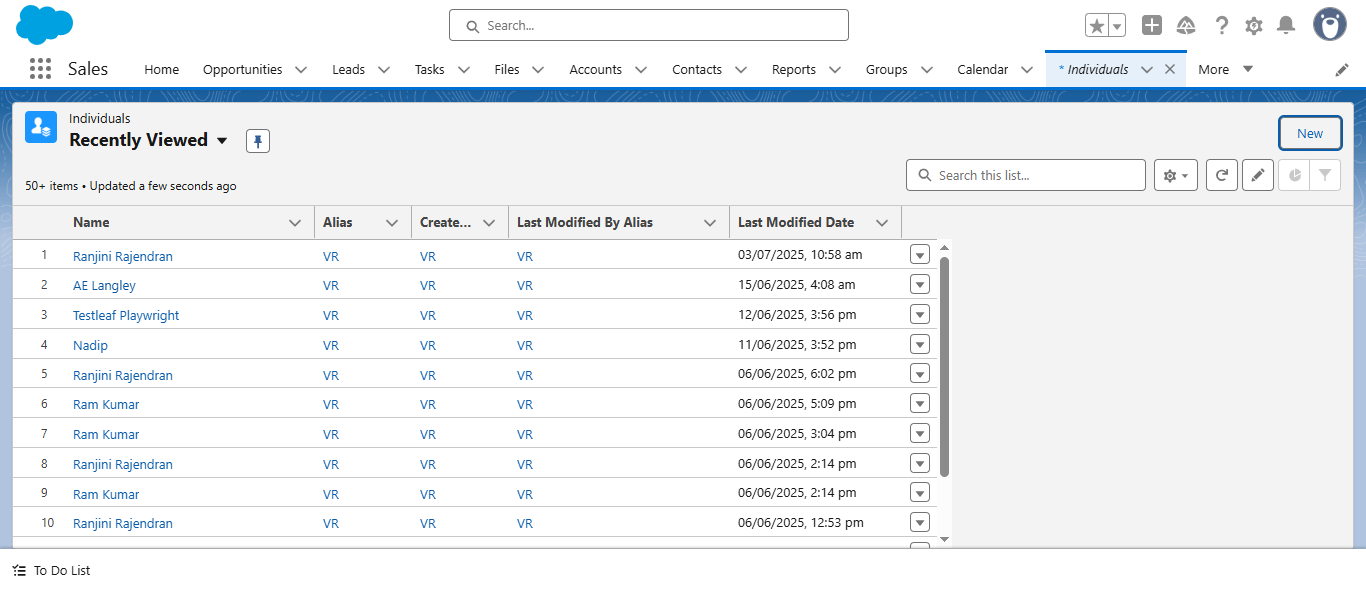 Search...
Sales
Home
Opportunities
Leads
Tasks
Files
Accounts
Contacts
Reports
Groups
Calendar
* Individuals
More
Individuals
Recently Viewed
New
50+ items • Updated a few seconds ago
Search this list...
Name Alias Create... Last Modified By Alias Last Modified Date
1 Ranjini Rajendran VR VR VR 03/07/2025, 10:58 am
2 AE Langley VR VR VR 15/06/2025, 4:08 am
3 Testleaf Playwright VR VR VR 12/06/2025, 3:56 pm
4 Nadip VR VR VR 11/06/2025, 3:52 pm
5 Ranjini Rajendran VR VR VR 06/06/2025, 6:02 pm
6 Ram Kumar VR VR VR 06/06/2025, 5:09 pm
7 Ram Kumar VR VR VR 06/06/2025, 3:04 pm
8 Ranjini Rajendran VR VR VR 06/06/2025, 2:14 pm
9 Ram Kumar VR VR VR 06/06/2025, 2:14 pm
10 Ranjini Rajendran VR VR VR 06/06/2025, 12:53 pm
To Do List